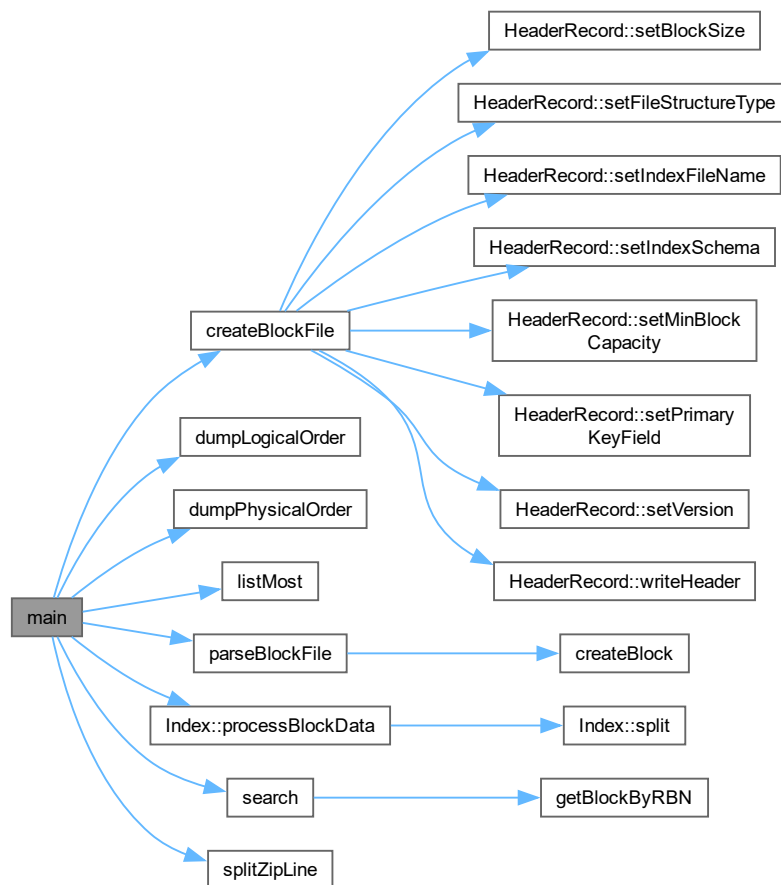 HeaderRecord::setBlockSize
HeaderRecord::setFileStructureType
HeaderRecord::setIndexFileName
HeaderRecord::setIndexSchema
createBlockFile
HeaderRecord::setMinBlock
Capacity
HeaderRecord::setPrimary
KeyField
dumpLogicalOrder
dumpPhysicalOrder
HeaderRecord::setVersion
listMost
HeaderRecord::writeHeader
main
parseBlockFile
createBlock
Index::processBlockData
Index::split
search
getBlockByRBN
splitZipLine